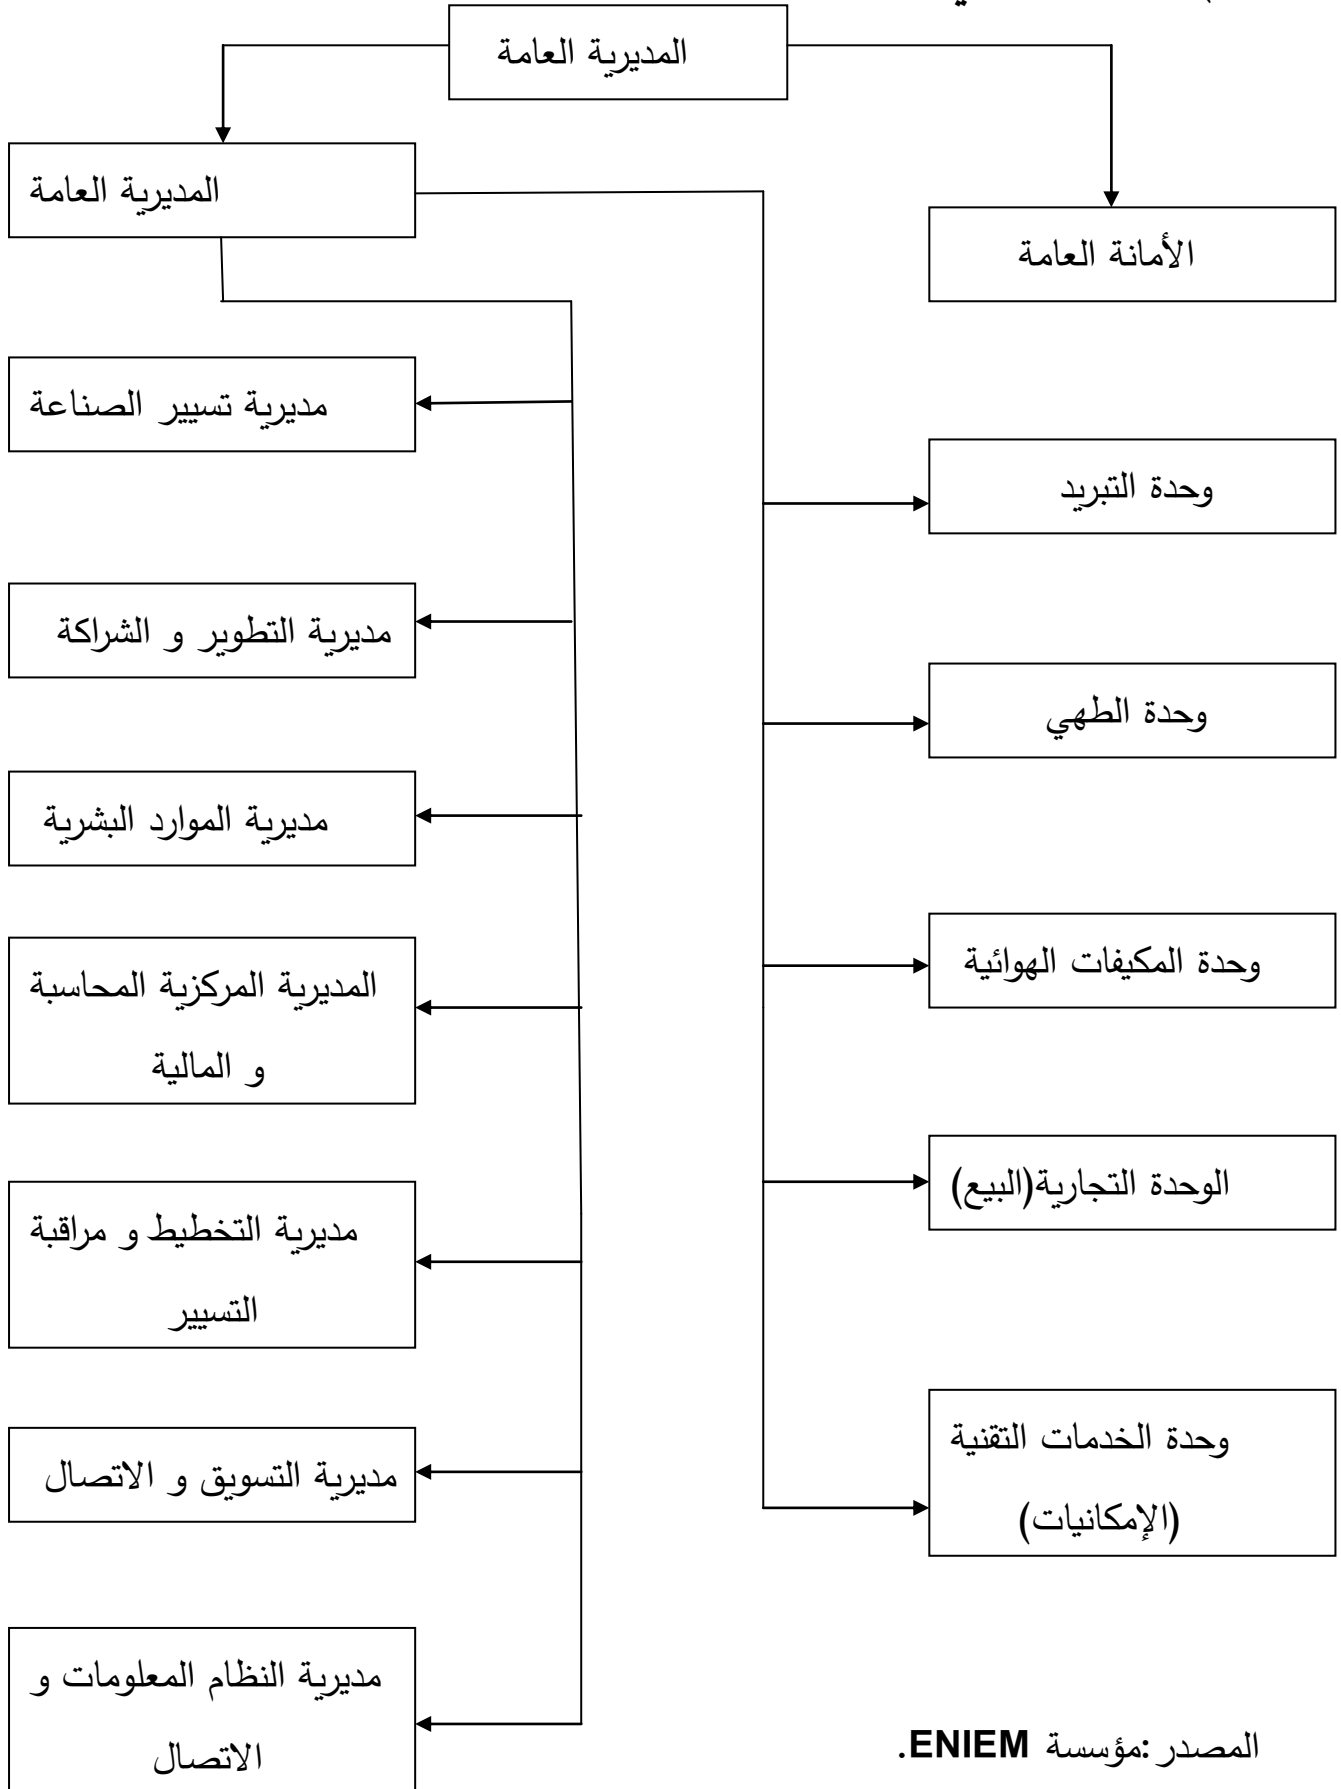 المديرية العامة
المديرية العامة
الأمانة العامة
مديرية تسيير الصناعة
وحدة التبريد
مديرية التطوير و الشراكة
وحدة الطهي
مديرية الموارد البشرية
وحدة المكيفات الهوائية
المديرية المركزية المحاسبة
و المالية
الوحدة التجارية(البيع)
مديرية التخطيط و مراقبة
التسيير
وحدة الخدمات التقنية
(الإمكانيات)
مديرية التسويق و الاتصال
مديرية النظام المعلومات و
الاتصال
المصدر :مؤسسة ENIEM.